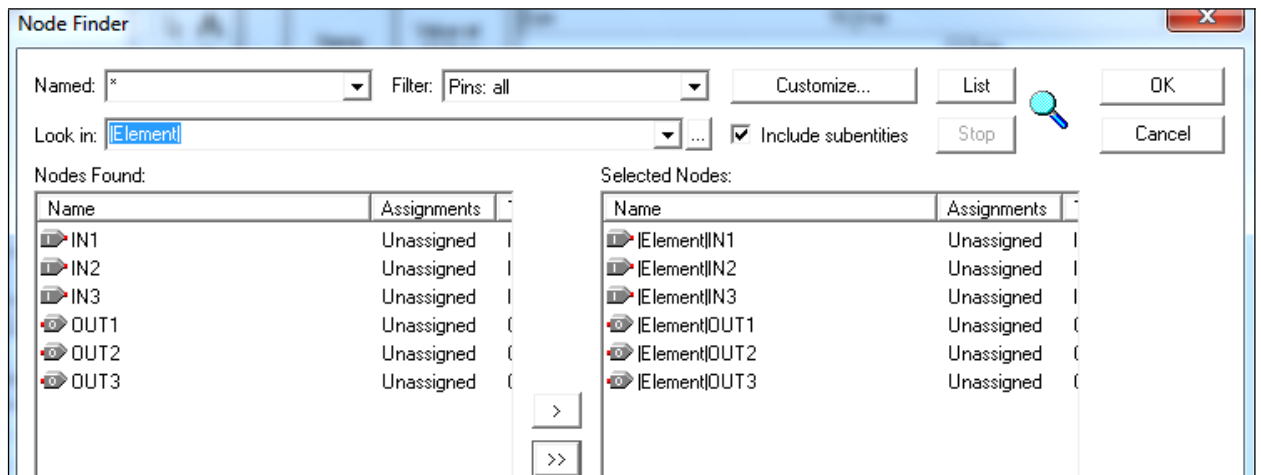 Node Finder
Named: * Filter: Pins: all Customize... List OK
Look in: |Element| ... Include subentities Stop Cancel
Nodes Found: Selected Nodes:
Name Assignments Name Assignments
IN1 Unassigned I |Element|IN1 Unassigned I
IN2 Unassigned I |Element|IN2 Unassigned I
IN3 Unassigned I |Element|IN3 Unassigned I
OUT1 Unassigned |Element|OUT1 Unassigned
OUT2 Unassigned |Element|OUT2 Unassigned
OUT3 Unassigned |Element|OUT3 Unassigned
>
>>